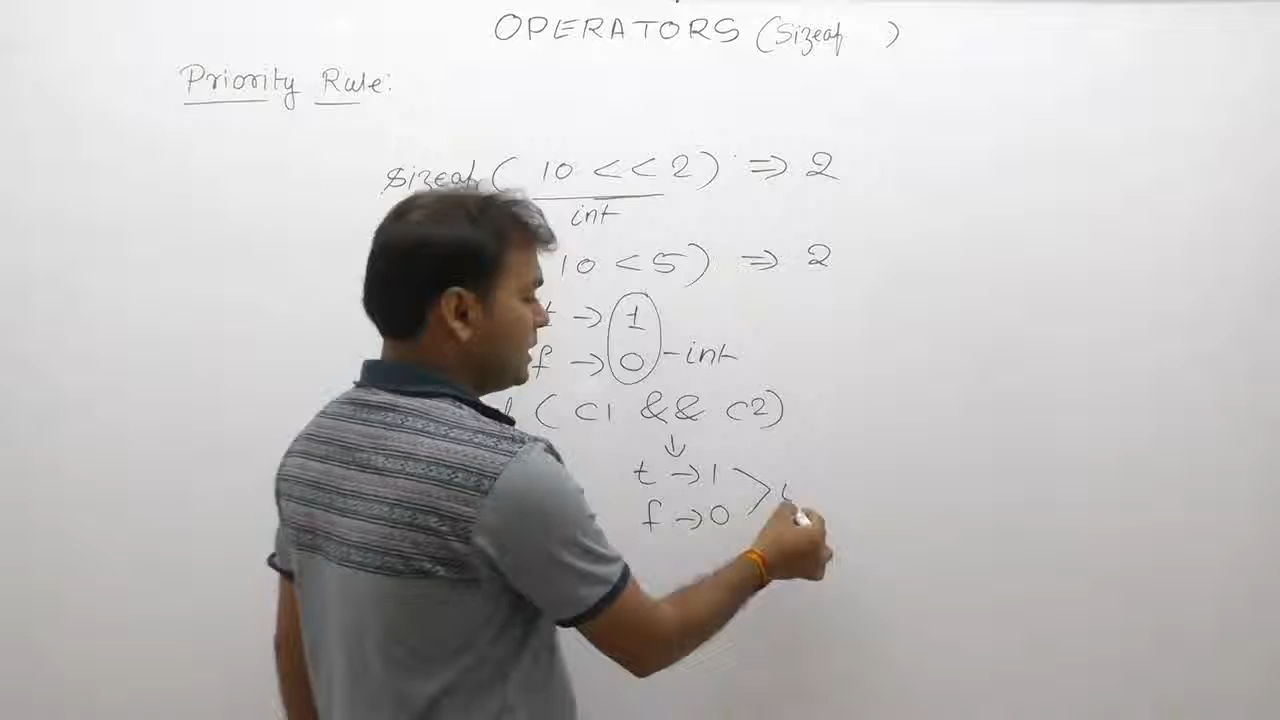 OPERATORS (Sizeof )
Priority Rule:
Sizeof ( 10 << 2) ⇒ 2
int
10 < 5) ⇒ 2
t → 1
f → 0 - int
( C1 && C2)
↓
t → 1
f → 0